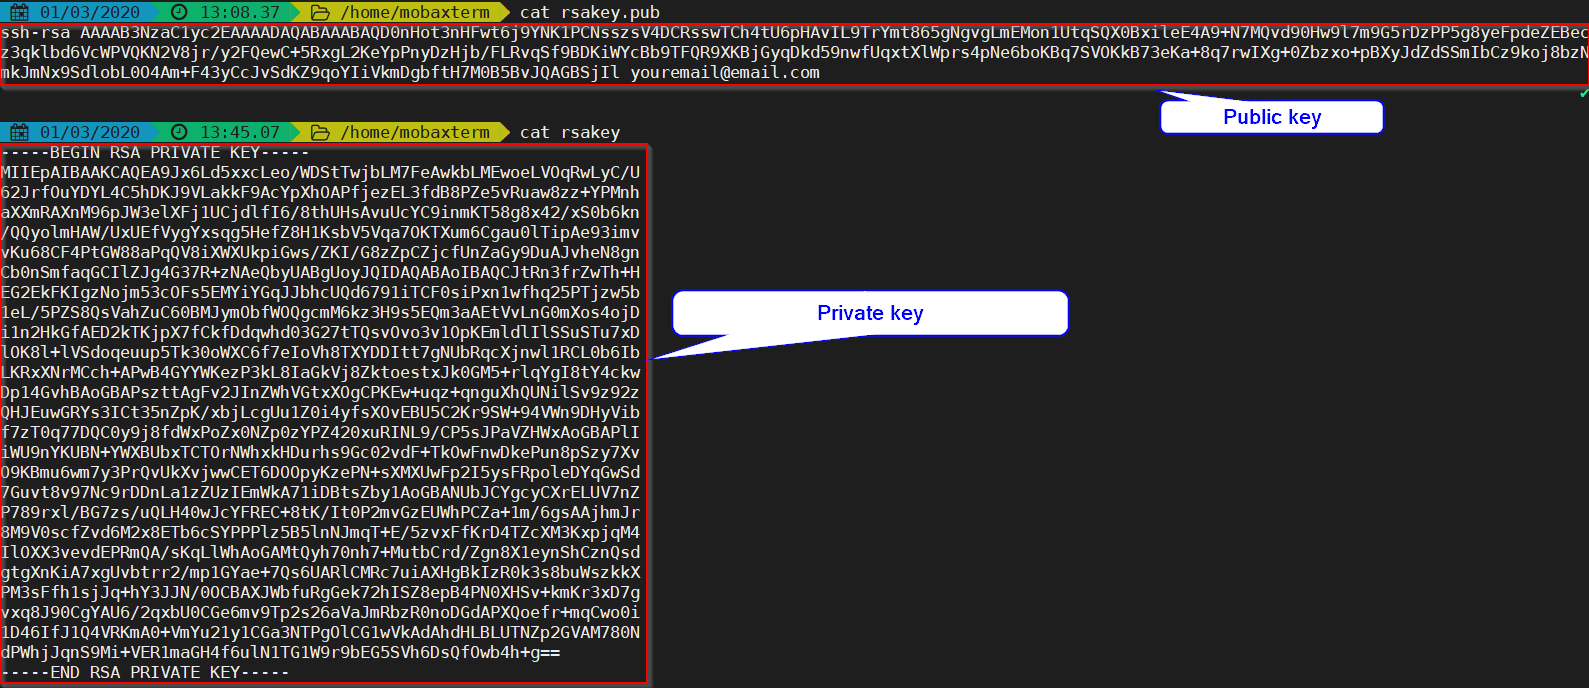 01/03/2020 13:08.37 /home/mobaxterm cat rsakey.pub
ssh-rsa AAAAB3NzaC1yc2EAAAADAQABAAABAQD0nHot3nHFwt6j9YNK1PCNsszsV4DCRsswTCh4tU6pHAvIL9TrYmt865gNgvgLmEMon1UtqSQX0BxileE4A9+N7MQvd90Hw9l7m9G5rDzPP5g8yeFpdeZEBec
z3qklbd6VcWPVQKN2V8jr/y2FQewC+5RxgL2KeYpPnyDzHjb/FLRvqSf9BDKiWYcBb9TFQR9XKBjGyqDkd59nwfUqxtXlWprs4pNe6boKBq7SVOKkB73eKa+8q7rwIXg+0Zbzxo+pBXyJdZdSSmIbCz9koj8bzN
mkJmNx9SdlobL0O4Am+F43yCcJvSdKZ9qoYIiVkmDgbftH7M0B5BvJQAGBSjIl youremail@email.com
Public key
01/03/2020 13:45.07 /home/mobaxterm cat rsakey
-----BEGIN RSA PRIVATE KEY-----
MIIEpAIBAAKCAQEA9Jx6Ld5xxcLeo/WDStTwjbLM7FeAwkbLMEwoeLVOqRwLyC/U
62JrfOuYDYL4C5hDKJ9VLakkF9AcYpXhOAPfjezEL3fdB8PZe5vRuaw8zz+YPMnh
aXXmRAXnM96pJW3elXFj1UCjdlfI6/8thUHsAvuUcYC9inmKT58g8x42/xS0b6kn
/QQyolmHAW/UxUEfVygYxsqg5HefZ8H1KsbV5Vqa7OKTXum6Cgau0lTipAe93imv
vKu68CF4PtGW88aPqQV8iXWXUkpiGws/ZKI/G8zZpCZjcfUnZaGy9DuAJvheN8gn
Cb0nSmfaqGCIlZJg4G37R+zNAeQbyUABgUoyJQIDAQABAoIBAQCJtRn3frZwTh+H
EG2EkFKIgzNojm53cOFs5EMYiYGqJJbhcUQd6791iTCF0siPxn1wfhq25PTjzw5b
1eL/5PZS8QsVahZuC60BMJymObfWOQgcmM6kz3H9s5EQm3aAEtVvLnG0mXos4ojD
i1n2HkGfAED2kTKjpX7fCkfDdqwhd03G27tTQsvOvo3v1OpKEmldlIlSSuSTu7xD
lOK8l+lVSdoqeuup5Tk30oWXC6f7eIoVh8TXYDDItt7gNUbRqcXjnwl1RCL0b6Ib
LKRxXNrMCch+APwB4GYYWKezP3kL8IaGkVj8ZktoestxJk0GM5+rlqYgI8tY4ckw
Dp14GvhBAoGBAPszttAgFv2JInZWhVGtxXOgCPKEw+uqz+qnguXhQUNilSv9z92z
QHJEuwGRYs3ICt35nZpK/xbjLcgUu1Z0i4yfsXOvEBU5C2Kr9SW+94VWn9DHyVib
f7zT0q77DQC0y9j8fdWxPoZx0NZp0zYPZ420xuRINL9/CP5sJPaVZHWxAoGBAPlI
iWU9nYKUBN+YWXBUbxTCTOrNWhxkHDurhs9Gc02vdF+TkOwFnwDkePun8pSzy7Xv
O9KBmu6wm7y3PrQvUkXvjwwCET6DOOpyKzePN+sXMXUwFp2I5ysFRpoleDYqGwSd
7Guvt8v97Nc9rDDnLa1zZUzIEmWkA71iDBtsZby1AoGBANUbJCYgcyCXrELUV7nZ
P789rxl/BG7zs/uQLH40wJcYFREC+8tK/It0P2mvGzEUWhPCZa+1m/6gsAAjhmJr
8M9V0scfZvd6M2x8ETb6cSYPPPlz5B5lnNJmqT+E/5zvxFfKrD4TZcXM3KxpjqM4
IlOXX3vevdEPRmQA/sKqLlWhAoGAMtQyh70nh7+MutbCrd/Zgn8X1eynShCznQsd
gtgXnKiA7xgUvbtrr2/mp1GYae+7Qs6UARlCMRc7uiAXHgBkIzR0k3s8buWszkkX
PM3sFfh1sjJq+hY3JJN/0OCBAXJWbfuRgGek72hISZ8epB4PN0XHSv+kmKr3xD7g
vxq8J90CgYAU6/2qxbU0CGe6mv9Tp2s26aVaJmRbzR0noDGdAPXQoefr+mqCwo0i
1D46IfJ1Q4VRKmA0+VmYu21y1CGa3NTPgOlCG1wVkAdAhdHLBLUTNZp2GVAM780N
dPWhjJqnS9Mi+VER1maGH4f6ulN1TG1W9r9bEG5SVh6DsQfOwb4h+g==
-----END RSA PRIVATE KEY-----
Private key